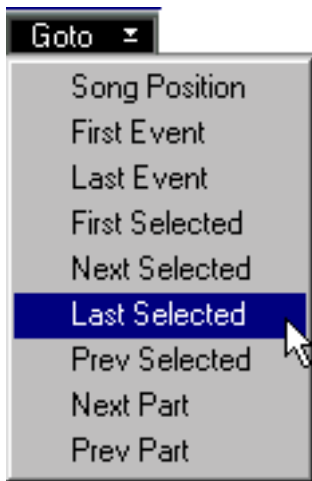 Goto
Song Position
First Event
Last Event
First Selected
Next Selected
Last Selected
Prev Selected
Next Part
Prev Part